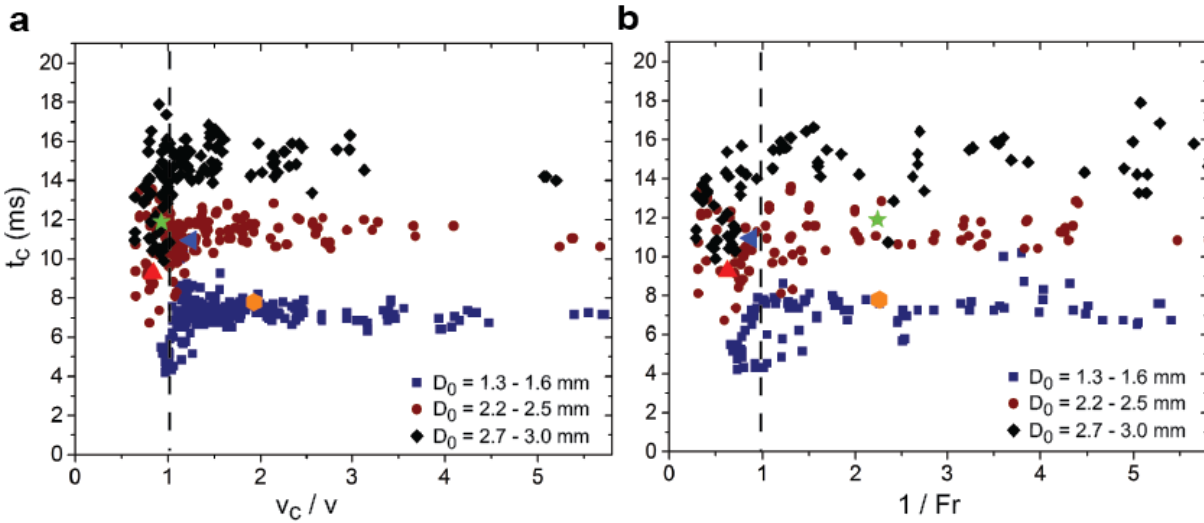 a
t_c (ms)
20
18
16
14
12
10
8
6
4
2
0
D_0 = 1.3 - 1.6 mm
D_0 = 2.2 - 2.5 mm
D_0 = 2.7 - 3.0 mm
0 1 2 3 4 5
v_c / v
b
20
18
16
14
12
10
8
6
4
2
0
D_0 = 1.3 - 1.6 mm
D_0 = 2.2 - 2.5 mm
D_0 = 2.7 - 3.0 mm
0 1 2 3 4 5
1 / Fr